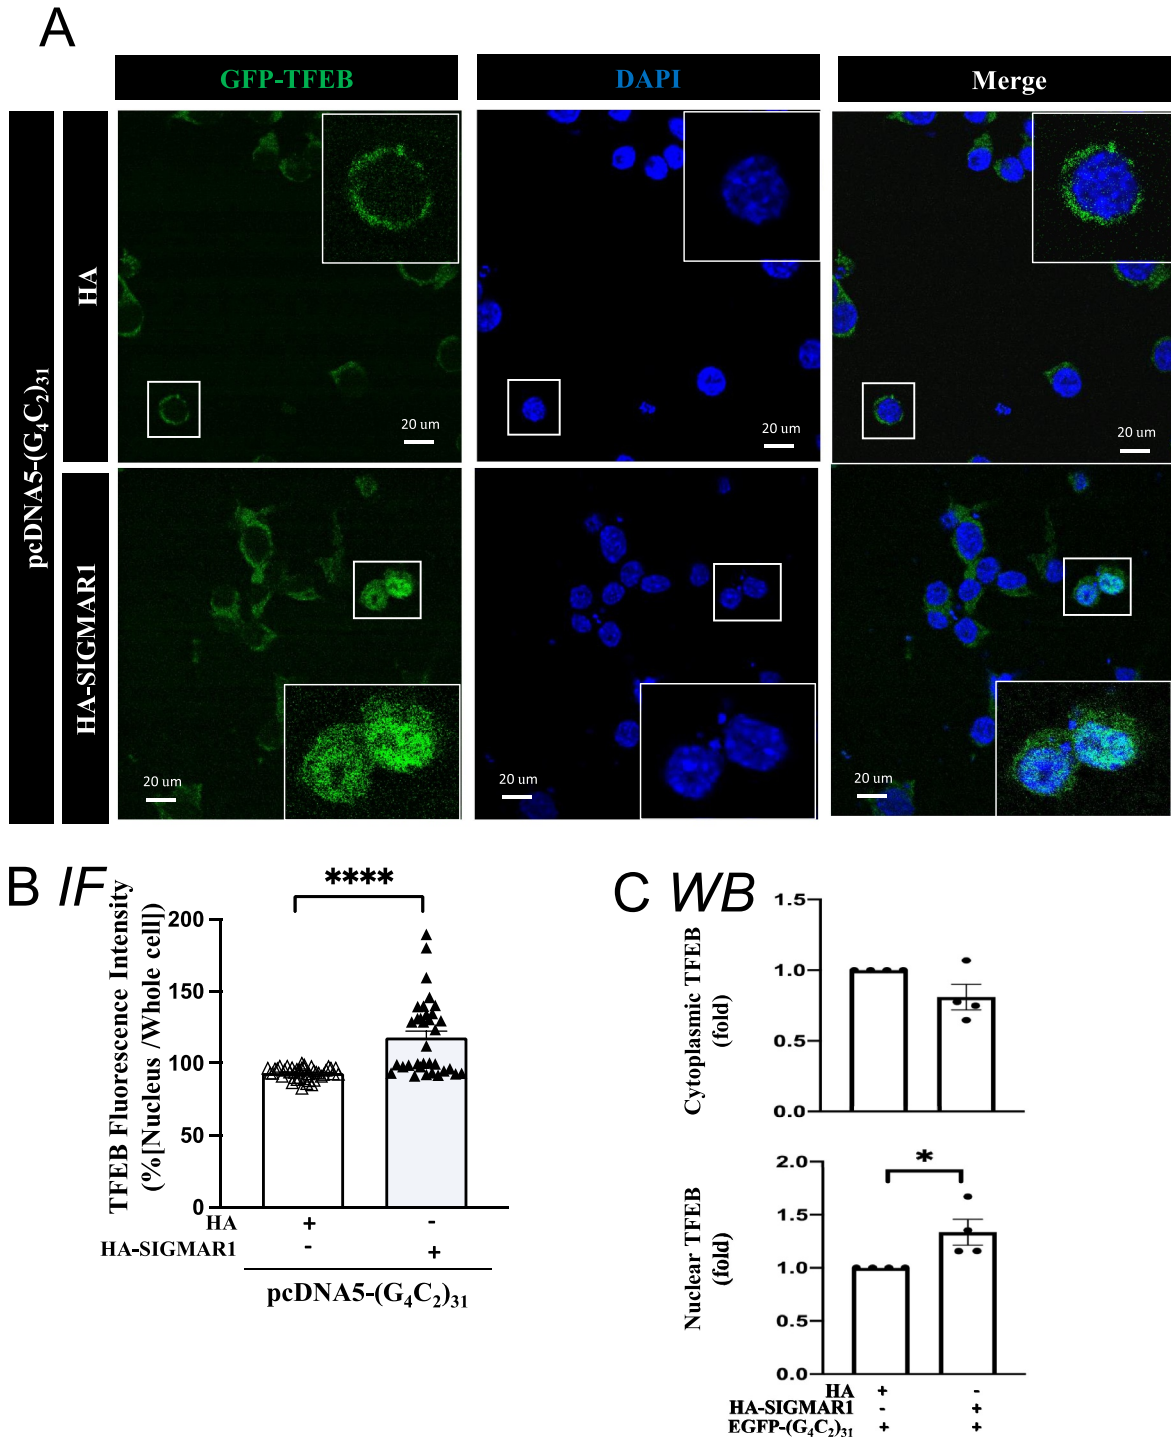 A
GFP-TFEB
DAPI
Merge
pcDNA5-(G4C2)31
HA
20 um
20 um
20 um
HA-SIGMAR1
20 um
20 um
20 um
B IF
TFEB Fluorescence Intensity
(%[Nucleus /Whole cell])
****
200
150
100
50
0
HA + -
HA-SIGMAR1 - +
pcDNA5-(G4C2)31
C WB
Cytoplasmic TFEB
(fold)
1.5
1.0
0.5
0.0
Nuclear TFEB
(fold)
*
2.0
1.5
1.0
0.5
0.0
HA + -
HA-SIGMAR1 - +
EGFP-(G4C2)31 + +